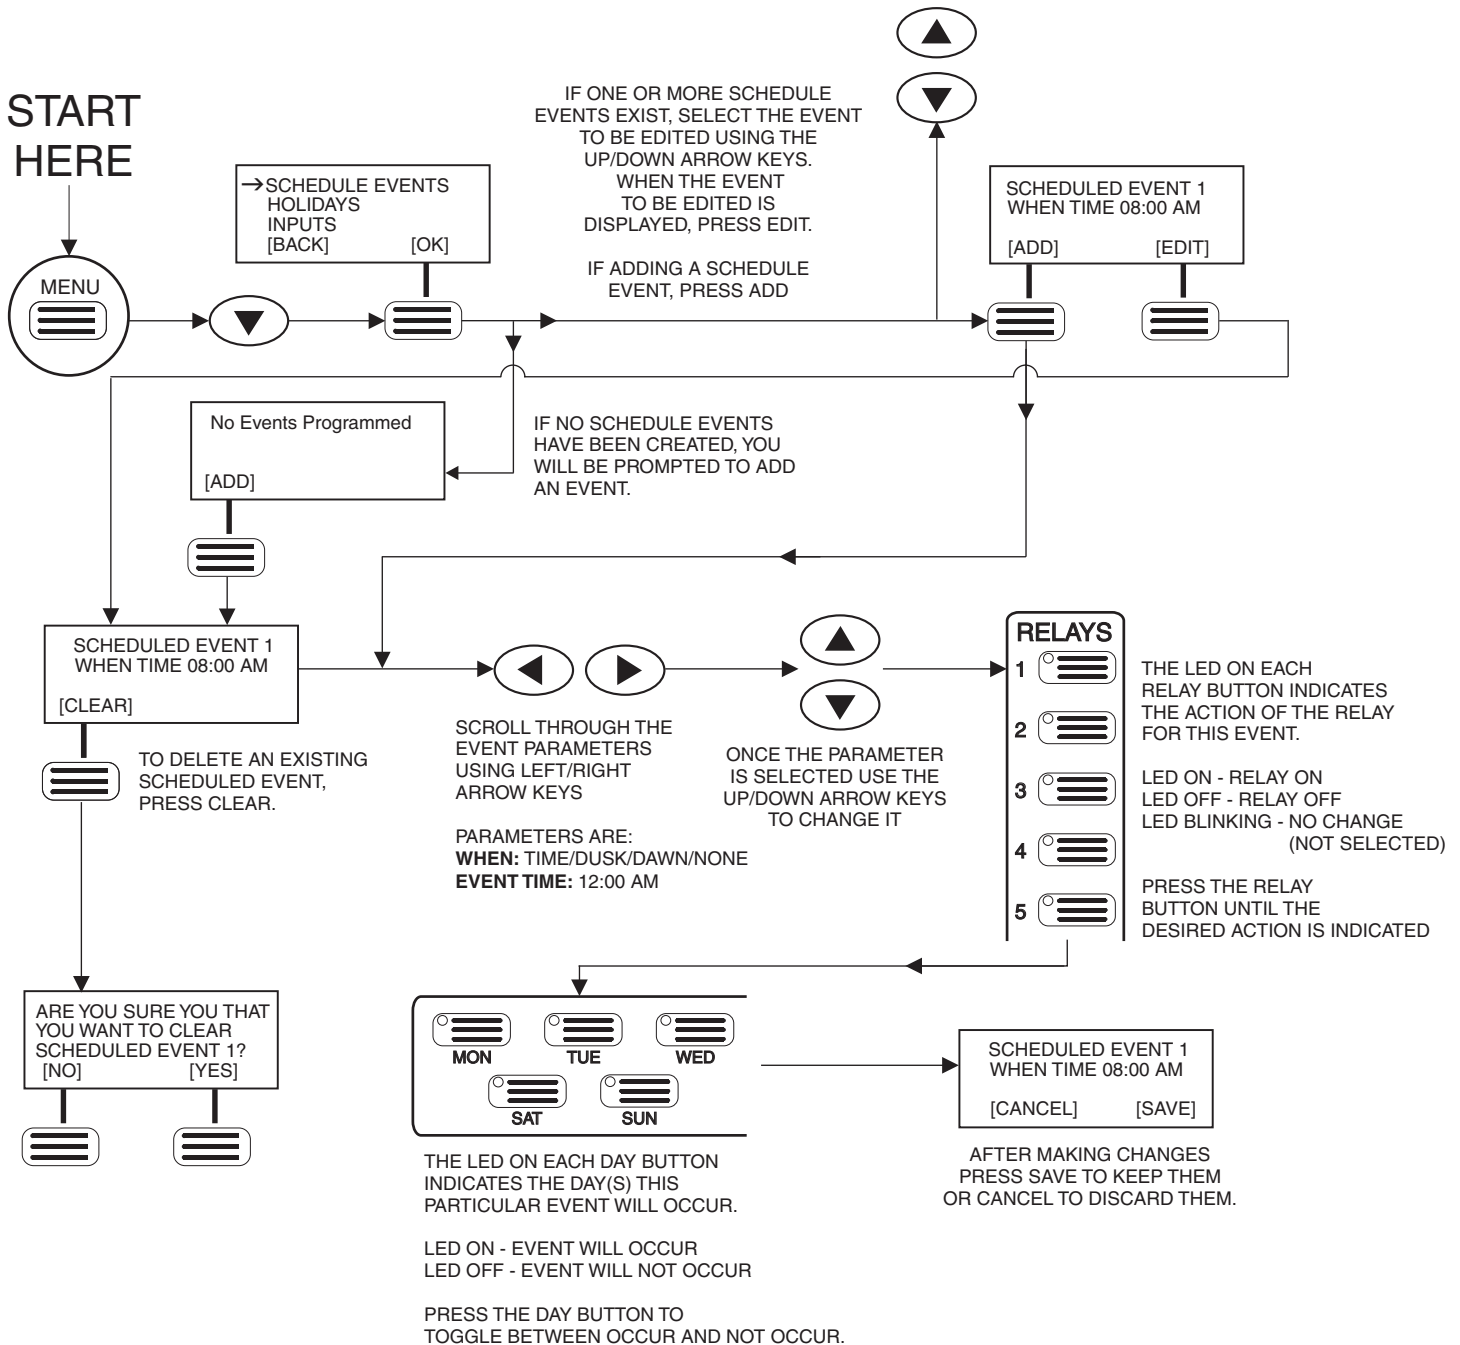 START
HERE
MENU
→SCHEDULE EVENTS
HOLIDAYS
INPUTS
[BACK] [OK]
IF ONE OR MORE SCHEDULE
EVENTS EXIST, SELECT THE EVENT
TO BE EDITED USING THE
UP/DOWN ARROW KEYS.
WHEN THE EVENT
TO BE EDITED IS
DISPLAYED, PRESS EDIT.
IF ADDING A SCHEDULE
EVENT, PRESS ADD
SCHEDULED EVENT 1
WHEN TIME 08:00 AM
[ADD] [EDIT]
No Events Programmed
[ADD]
IF NO SCHEDULE EVENTS
HAVE BEEN CREATED, YOU
WILL BE PROMPTED TO ADD
AN EVENT.
SCHEDULED EVENT 1
WHEN TIME 08:00 AM
[CLEAR]
TO DELETE AN EXISTING
SCHEDULED EVENT,
PRESS CLEAR.
SCROLL THROUGH THE
EVENT PARAMETERS
USING LEFT/RIGHT
ARROW KEYS
PARAMETERS ARE:
WHEN: TIME/DUSK/DAWN/NONE
EVENT TIME: 12:00 AM
ONCE THE PARAMETER
IS SELECTED USE THE
UP/DOWN ARROW KEYS
TO CHANGE IT
RELAYS
1
2
3
4
5
THE LED ON EACH
RELAY BUTTON INDICATES
THE ACTION OF THE RELAY
FOR THIS EVENT.
LED ON - RELAY ON
LED OFF - RELAY OFF
LED BLINKING - NO CHANGE
(NOT SELECTED)
PRESS THE RELAY
BUTTON UNTIL THE
DESIRED ACTION IS INDICATED
ARE YOU SURE YOU THAT
YOU WANT TO CLEAR
SCHEDULED EVENT 1?
[NO] [YES]
MON TUE WED
SAT SUN
THE LED ON EACH DAY BUTTON
INDICATES THE DAY(S) THIS
PARTICULAR EVENT WILL OCCUR.
LED ON - EVENT WILL OCCUR
LED OFF - EVENT WILL NOT OCCUR
PRESS THE DAY BUTTON TO
TOGGLE BETWEEN OCCUR AND NOT OCCUR.
SCHEDULED EVENT 1
WHEN TIME 08:00 AM
[CANCEL] [SAVE]
AFTER MAKING CHANGES
PRESS SAVE TO KEEP THEM
OR CANCEL TO DISCARD THEM.